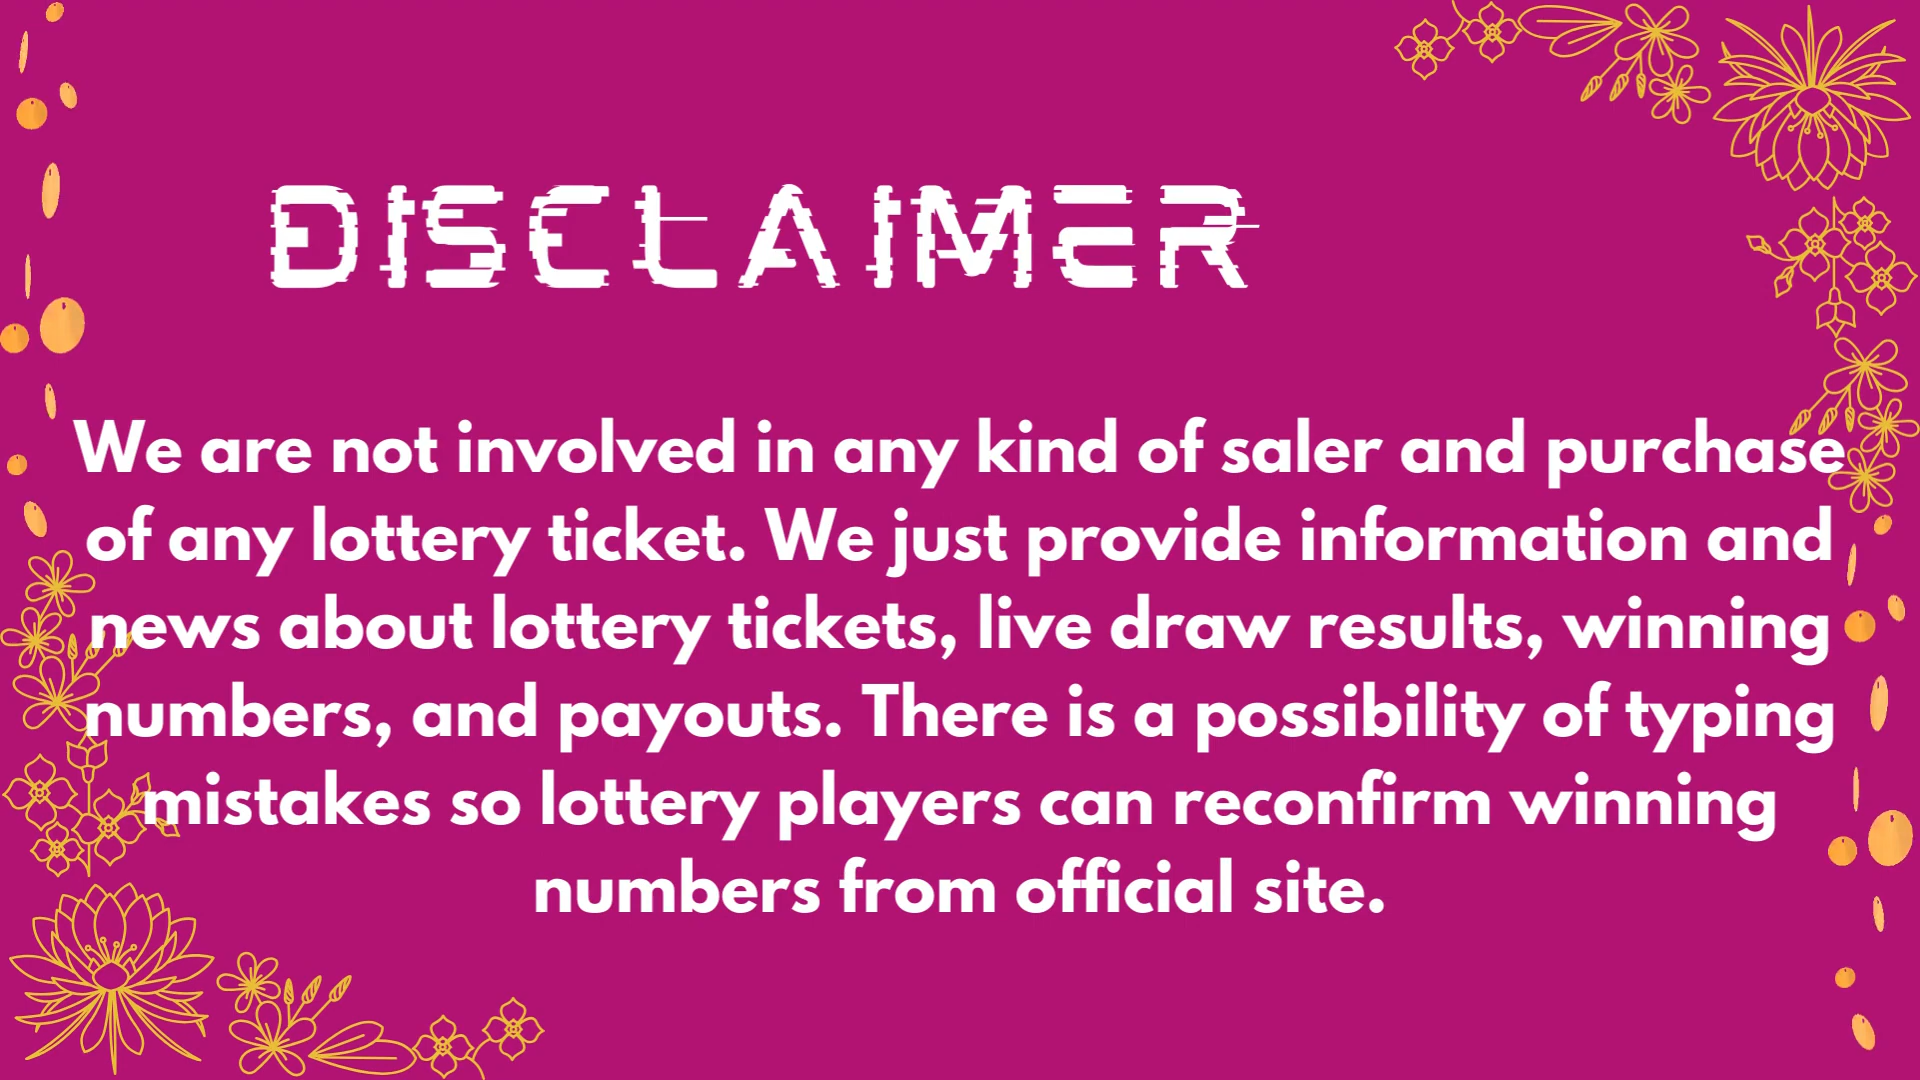 DISCLAIMER
We are not involved in any kind of saler and purchase
of any lottery ticket. We just provide information and
news about lottery tickets, live draw results, winning
numbers, and payouts. There is a possibility of typing
mistakes so lottery players can reconfirm winning
numbers from official site.